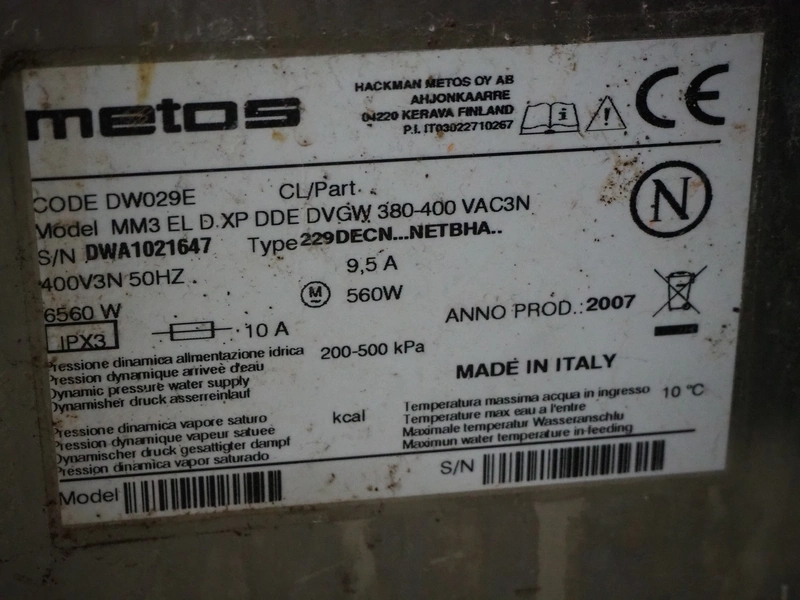 metos
HACKMAN METOS OY AB
AHJONKAARRE
04220 KERAVA FINLAND
P.I. IT03022710267
CE
CODE DW029E CL/Part.
Model MM3 EL D.XP DDE DVGW 380-400 VAC3N
N
S/N DWA1021647 Type 229DECN...NETBHA..
400V3N 50HZ 9,5 A
6560 W M 560W
ANNO PROD.: 2007
IPX3 10 A
Pressione dinamica alimentazione idrica 200-500 kPa
Pression dynamique arriveè d'eau
Dynamic pressure water supply
Dynamisher druck asserreinlauf
MADE IN ITALY
Pressione dinamica vapore saturo kcal
Pression dynamique vapeur satueè
Dynamischer druck gesattigter dampf
Pression dinamica vapor saturado
Temperatura massima acqua in ingresso 10 °C
Temperature max eau a l'entre
Maximale temperatur Wasseranschlu
Maximun water temperature in-feeding
Model
S/N